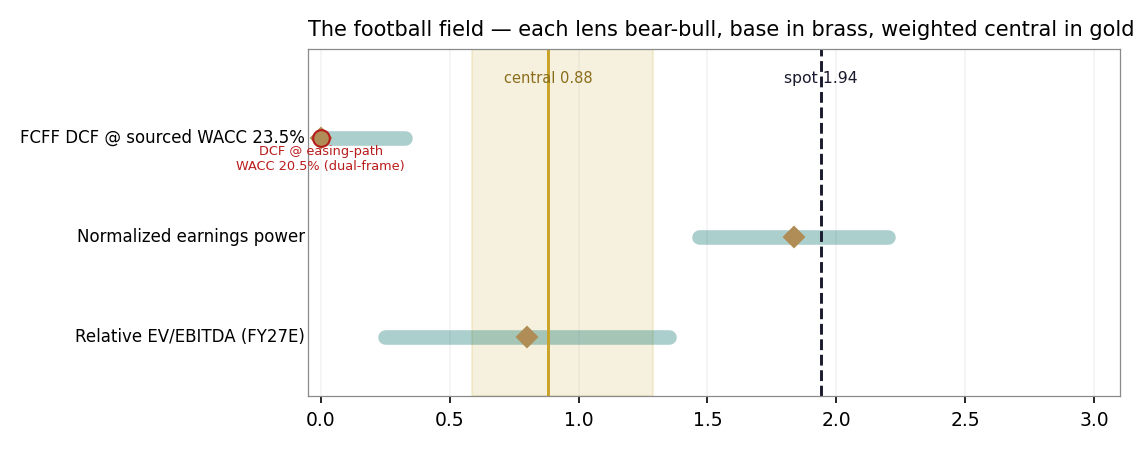 The football field — each lens bear-bull, base in brass, weighted central in gold
central 0.88
spot 1.94
FCFF DCF @ sourced WACC 23.5%
DCF @ easing-path
WACC 20.5% (dual-frame)
Normalized earnings power
Relative EV/EBITDA (FY27E)
0.0 0.5 1.0 1.5 2.0 2.5 3.0